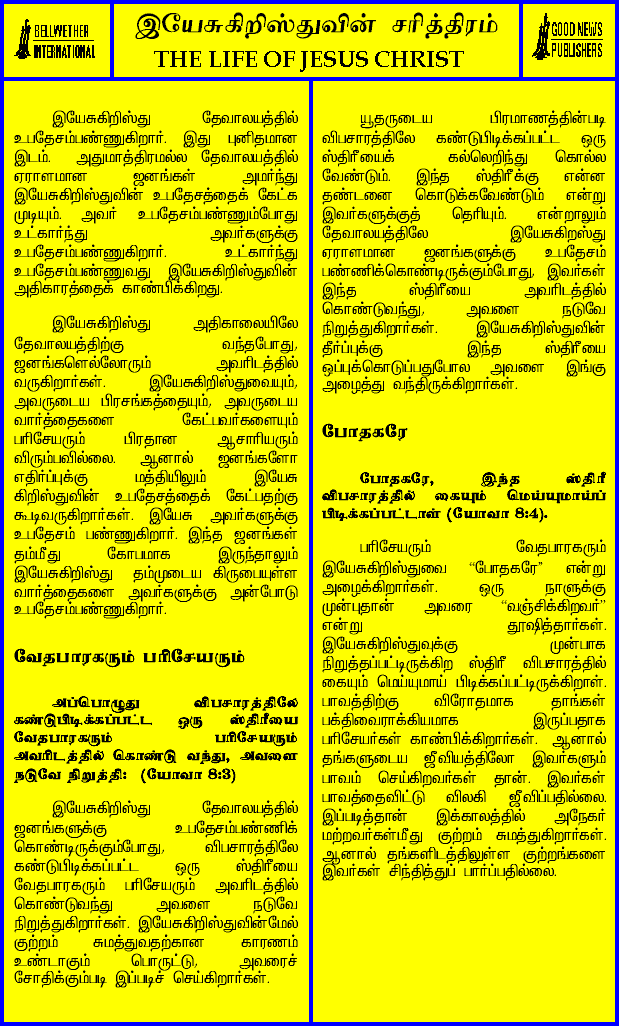 BELLWETHER
INTERNATIONAL
இயேசுகிறிஸ்துவின் சரித்திரம்
THE LIFE OF JESUS CHRIST
GOOD NEWS
PUBLISHERS
இயேசுகிறிஸ்து தேவாலயத்தில்
உபதேசம்பண்ணுகிறார். இது புனிதமான
இடம். அதுமாத்திரமல்ல தேவாலயத்தில்
ஏராளமான ஜனங்கள் அமர்ந்து
இயேசுகிறிஸ்துவின் உபதேசத்தைக் கேட்க
முடியும். அவர் உபதேசம்பண்ணும்போது
உட்கார்ந்து அவர்களுக்கு
உபதேசம்பண்ணுகிறார். உட்கார்ந்து
உபதேசம்பண்ணுவது இயேசுகிறிஸ்துவின்
அதிகாரத்தைக் காண்பிக்கிறது.
இயேசுகிறிஸ்து அதிகாலையிலே
தேவாலயத்திற்கு வந்தபோது,
ஜனங்களெல்லோரும் அவரிடத்தில்
வருகிறார்கள். இயேசுகிறிஸ்துவையும்,
அவருடைய பிரசங்கத்தையும், அவருடைய
வார்த்தைகளை கேட்பவர்களையும்
பரிசேயரும் பிரதான ஆசாரியரும்
விரும்பவில்லை. ஆனால் ஜனங்களோ
எதிர்ப்புக்கு மத்தியிலும் இயேசு
கிறிஸ்துவின் உபதேசத்தைக் கேட்பதற்கு
கூடிவருகிறார்கள். இயேசு அவர்களுக்கு
உபதேசம் பண்ணுகிறார். இந்த ஜனங்கள்
தம்மீது கோபமாக இருந்தாலும்
இயேசுகிறிஸ்து தம்முடைய கிருபையுள்ள
வார்த்தைகளை அவர்களுக்கு அன்போடு
உபதேசம்பண்ணுகிறார்.
வேதபாரகரும் பரிசேயரும்
அப்பொழுது விபசாரத்திலே
கண்டுபிடிக்கப்பட்ட ஒரு ஸ்திரீயை
வேதபாரகரும் பரிசேயரும்
அவரிடத்தில் கொண்டு வந்து, அவளை
நடுவே நிறுத்தி: (யோவா 8:3)
இயேசுகிறிஸ்து தேவாலயத்தில்
ஜனங்களுக்கு உபதேசம்பண்ணிக்
கொண்டிருக்கும்போது, விபசாரத்திலே
கண்டுபிடிக்கப்பட்ட ஒரு ஸ்திரீயை
வேதபாரகரும் பரிசேயரும் அவரிடத்தில்
கொண்டுவந்து அவளை நடுவே
நிறுத்துகிறார்கள். இயேசுகிறிஸ்துவின்மேல்
குற்றம் சுமத்துவதற்கான காரணம்
உண்டாகும் பொருட்டு, அவரைச்
சோதிக்கும்படி இப்படிச் செய்கிறார்கள்.
யூதருடைய பிரமாணத்தின்படி
விபசாரத்திலே கண்டுபிடிக்கப்பட்ட ஒரு
ஸ்திரீயைக் கல்லெறிந்து கொல்ல
வேண்டும். இந்த ஸ்திரீக்கு என்ன
தண்டனை கொடுக்கவேண்டும் என்று
இவர்களுக்குத் தெரியும். என்றாலும்
தேவாலயத்திலே இயேசுகிறஸ்து
ஏராளமான ஜனங்களுக்கு உபதேசம்
பண்ணிக்கொண்டிருக்கும்போது, இவர்கள்
இந்த ஸ்திரீயை அவரிடத்தில்
கொண்டுவந்து, அவளை நடுவே
நிறுத்துகிறார்கள். இயேசுகிறிஸ்துவின்
தீர்ப்புக்கு இந்த ஸ்திரீயை
ஒப்புக்கொடுப்பதுபோல அவளை இங்கு
அழைத்து வந்திருக்கிறார்கள்.
போதகரே
போதகரே, இந்த ஸ்திரீ
விபசாரத்தில் கையும் மெய்யுமாய்ப்
பிடிக்கப்பட்டாள் (யோவா 8:4).
பரிசேயரும் வேதபாரகரும்
இயேசுகிறிஸ்துவை “போதகரே” என்று
அழைக்கிறார்கள். ஒரு நாளுக்கு
முன்புதான் அவரை “வஞ்சிக்கிறவர்”
என்று தூஷித்தார்கள்.
இயேசுகிறிஸ்துவுக்கு முன்பாக
நிறுத்தப்பட்டிருக்கிற ஸ்திரீ விபசாரத்தில்
கையும் மெய்யுமாய் பிடிக்கப்பட்டிருக்கிறாள்.
பாவத்திற்கு விரோதமாக தாங்கள்
பக்திவைராக்கியமாக இருப்பதாக
பரிசேயர்கள் காண்பிக்கிறார்கள். ஆனால்
தங்களுடைய ஜீவியத்திலோ இவர்களும்
பாவம் செய்கிறவர்கள் தான். இவர்கள்
பாவத்தைவிட்டு விலகி ஜீவிப்பதில்லை.
இப்படித்தான் இக்காலத்தில் அநேகர்
மற்றவர்கள்மீது குற்றம் சுமத்துகிறார்கள்.
ஆனால் தங்களிடத்திலுள்ள குற்றங்களை
இவர்கள் சிந்தித்துப் பார்ப்பதில்லை.